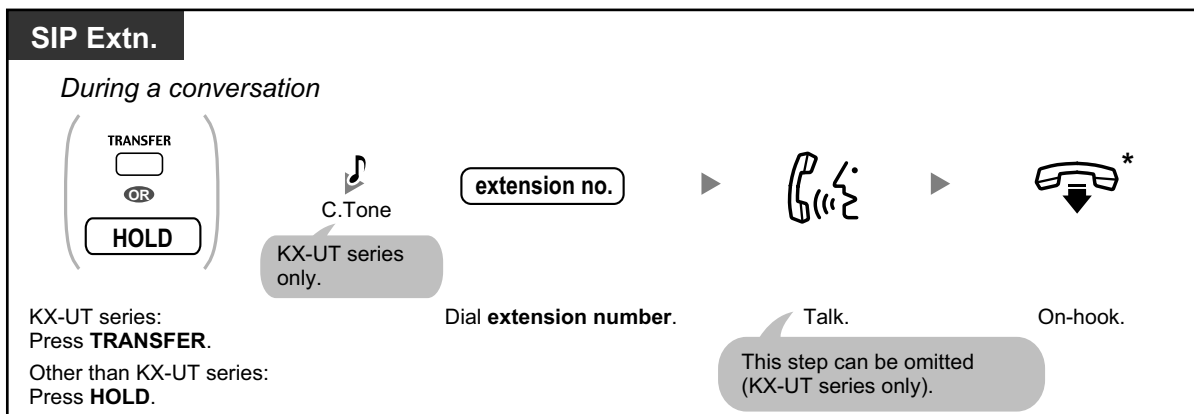 SIP Extn.
During a conversation
TRANSFER
OR
HOLD
C.Tone
KX-UT series
only.
extension no.
*
KX-UT series:
Press TRANSFER.
Other than KX-UT series:
Press HOLD.
Dial extension number.
Talk.
This step can be omitted
(KX-UT series only).
On-hook.